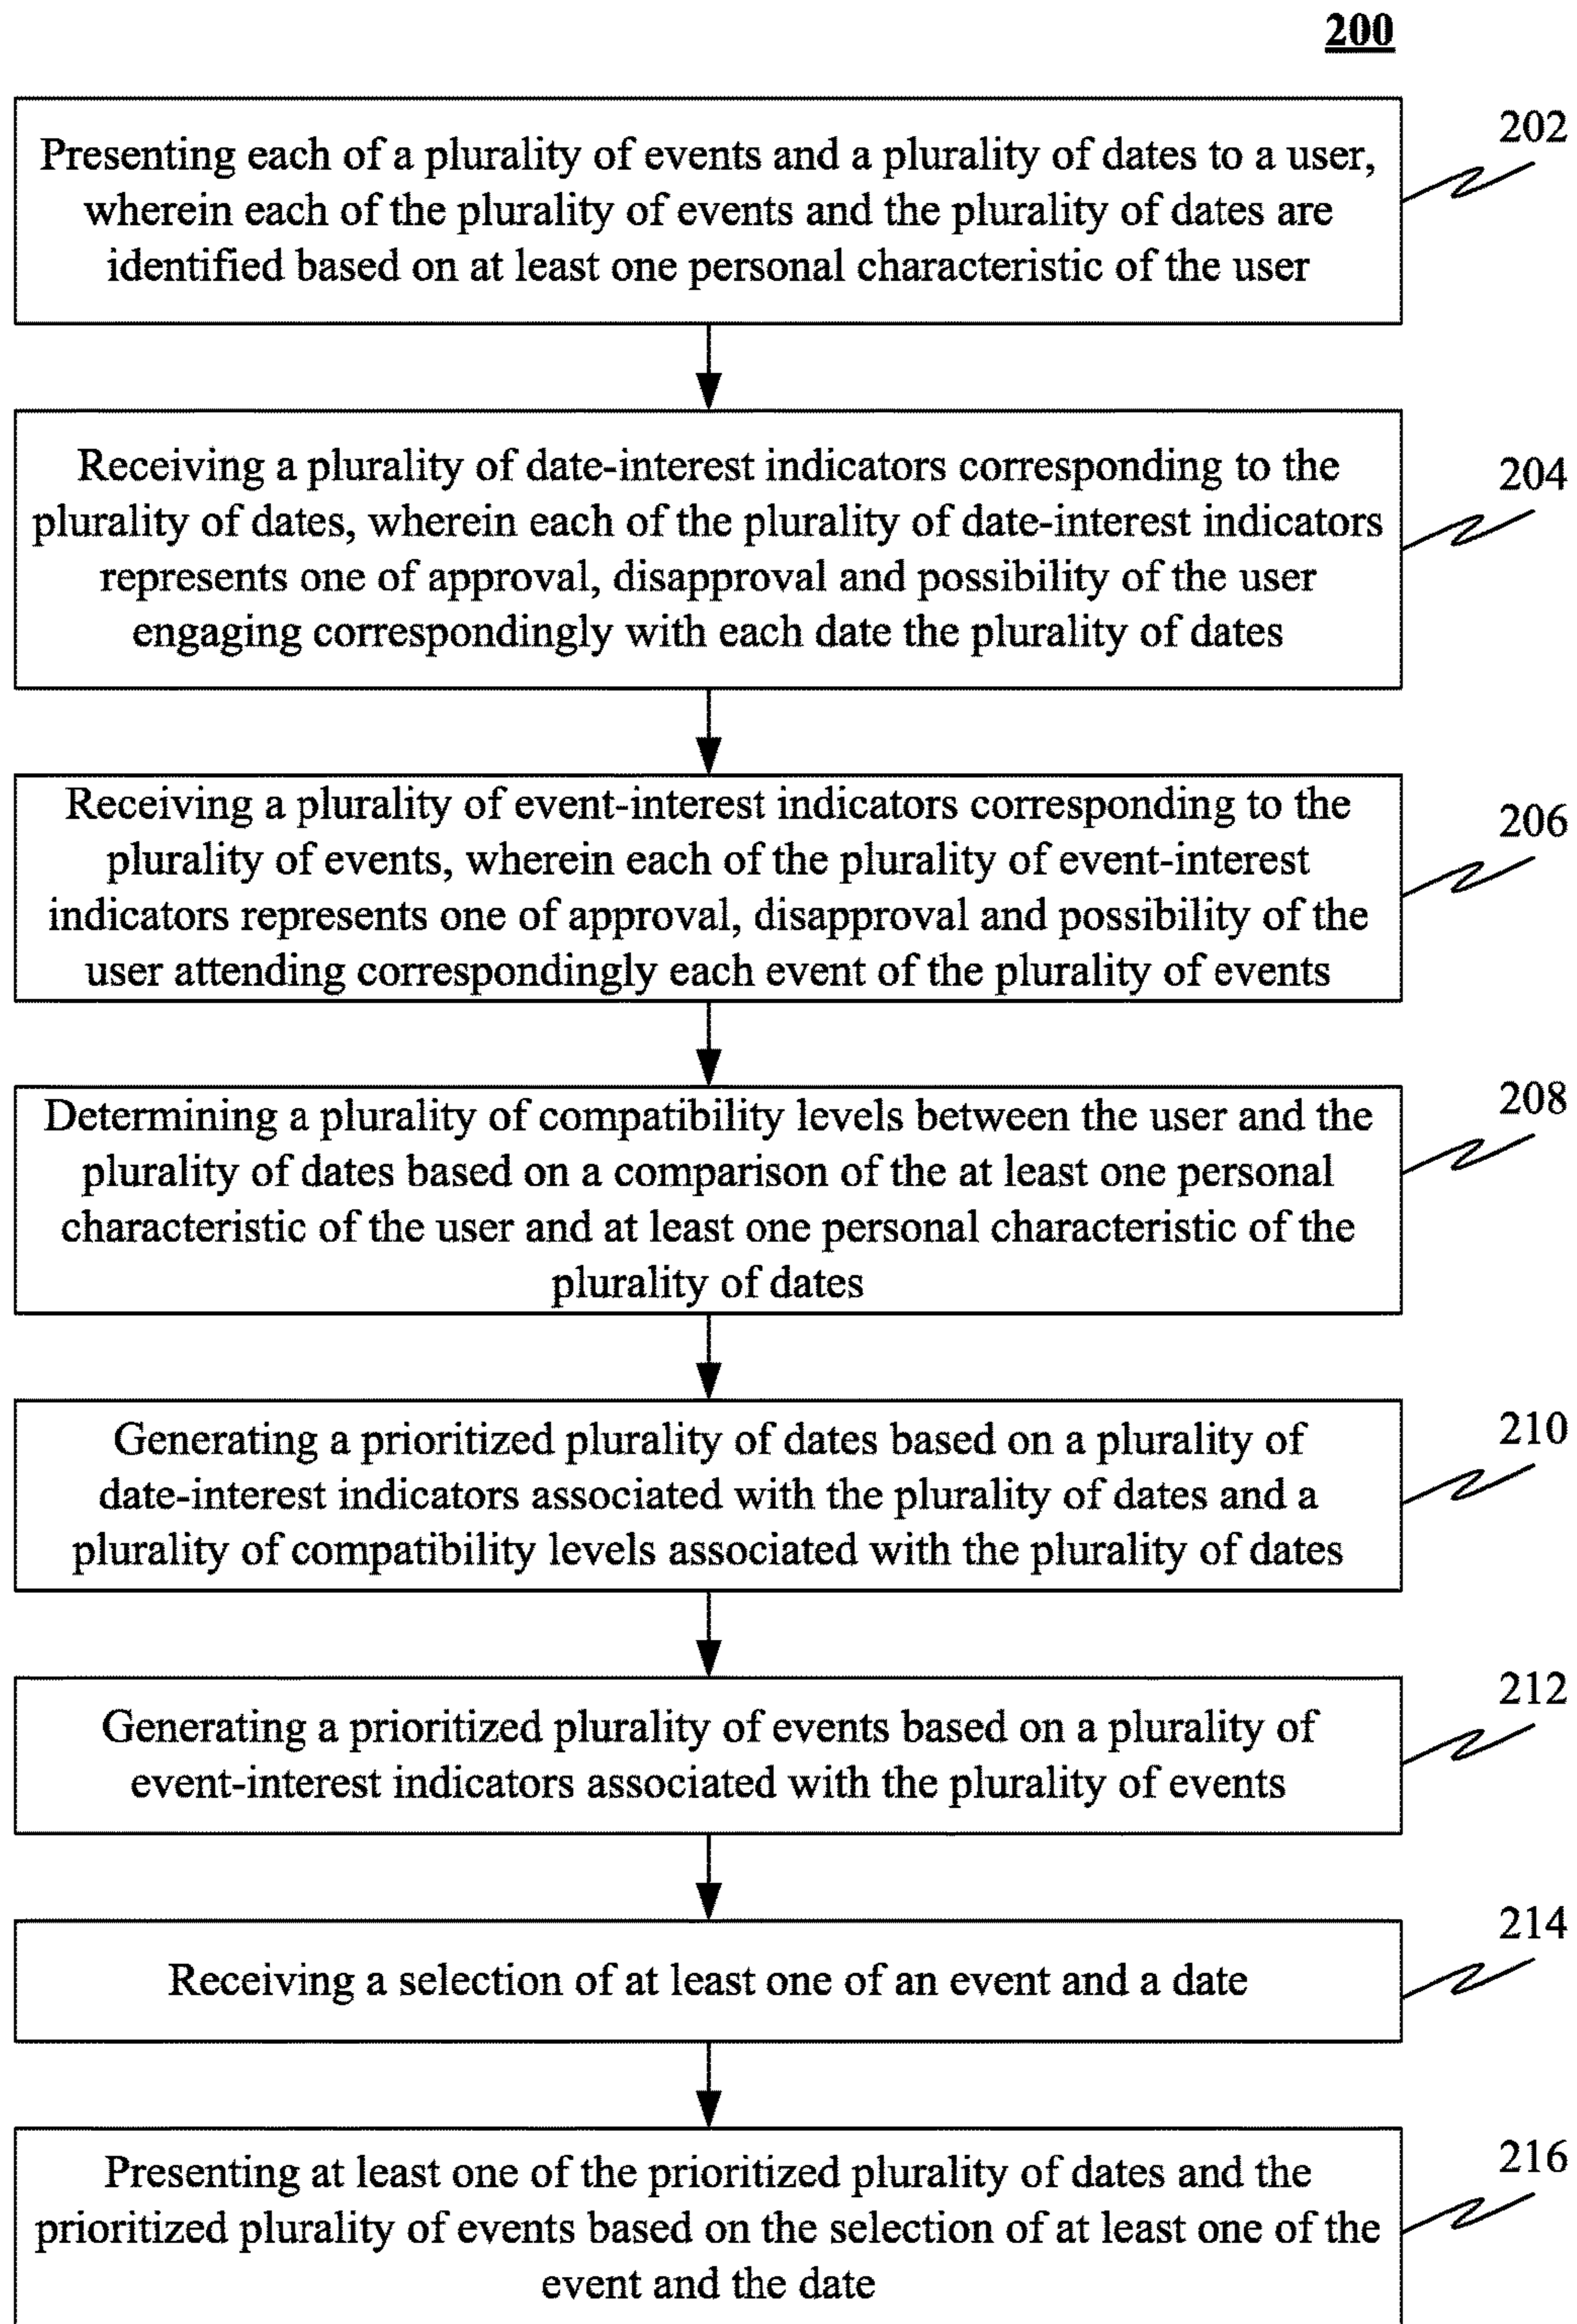 200
202
Presenting each of a plurality of events and a plurality of dates to a user,
wherein each of the plurality of events and the plurality of dates are
identified based on at least one personal characteristic of the user
204
Receiving a plurality of date-interest indicators corresponding to the
plurality of dates, wherein each of the plurality of date-interest indicators
represents one of approval, disapproval and possibility of the user
engaging correspondingly with each date the plurality of dates
206
Receiving a plurality of event-interest indicators corresponding to the
plurality of events, wherein each of the plurality of event-interest
indicators represents one of approval, disapproval and possibility of the
user attending correspondingly each event of the plurality of events
208
Determining a plurality of compatibility levels between the user and the
plurality of dates based on a comparison of the at least one personal
characteristic of the user and at least one personal characteristic of the
plurality of dates
210
Generating a prioritized plurality of dates based on a plurality of
date-interest indicators associated with the plurality of dates and a
plurality of compatibility levels associated with the plurality of dates
212
Generating a prioritized plurality of events based on a plurality of
event-interest indicators associated with the plurality of events
214
Receiving a selection of at least one of an event and a date
216
Presenting at least one of the prioritized plurality of dates and the
prioritized plurality of events based on the selection of at least one of the
event and the date